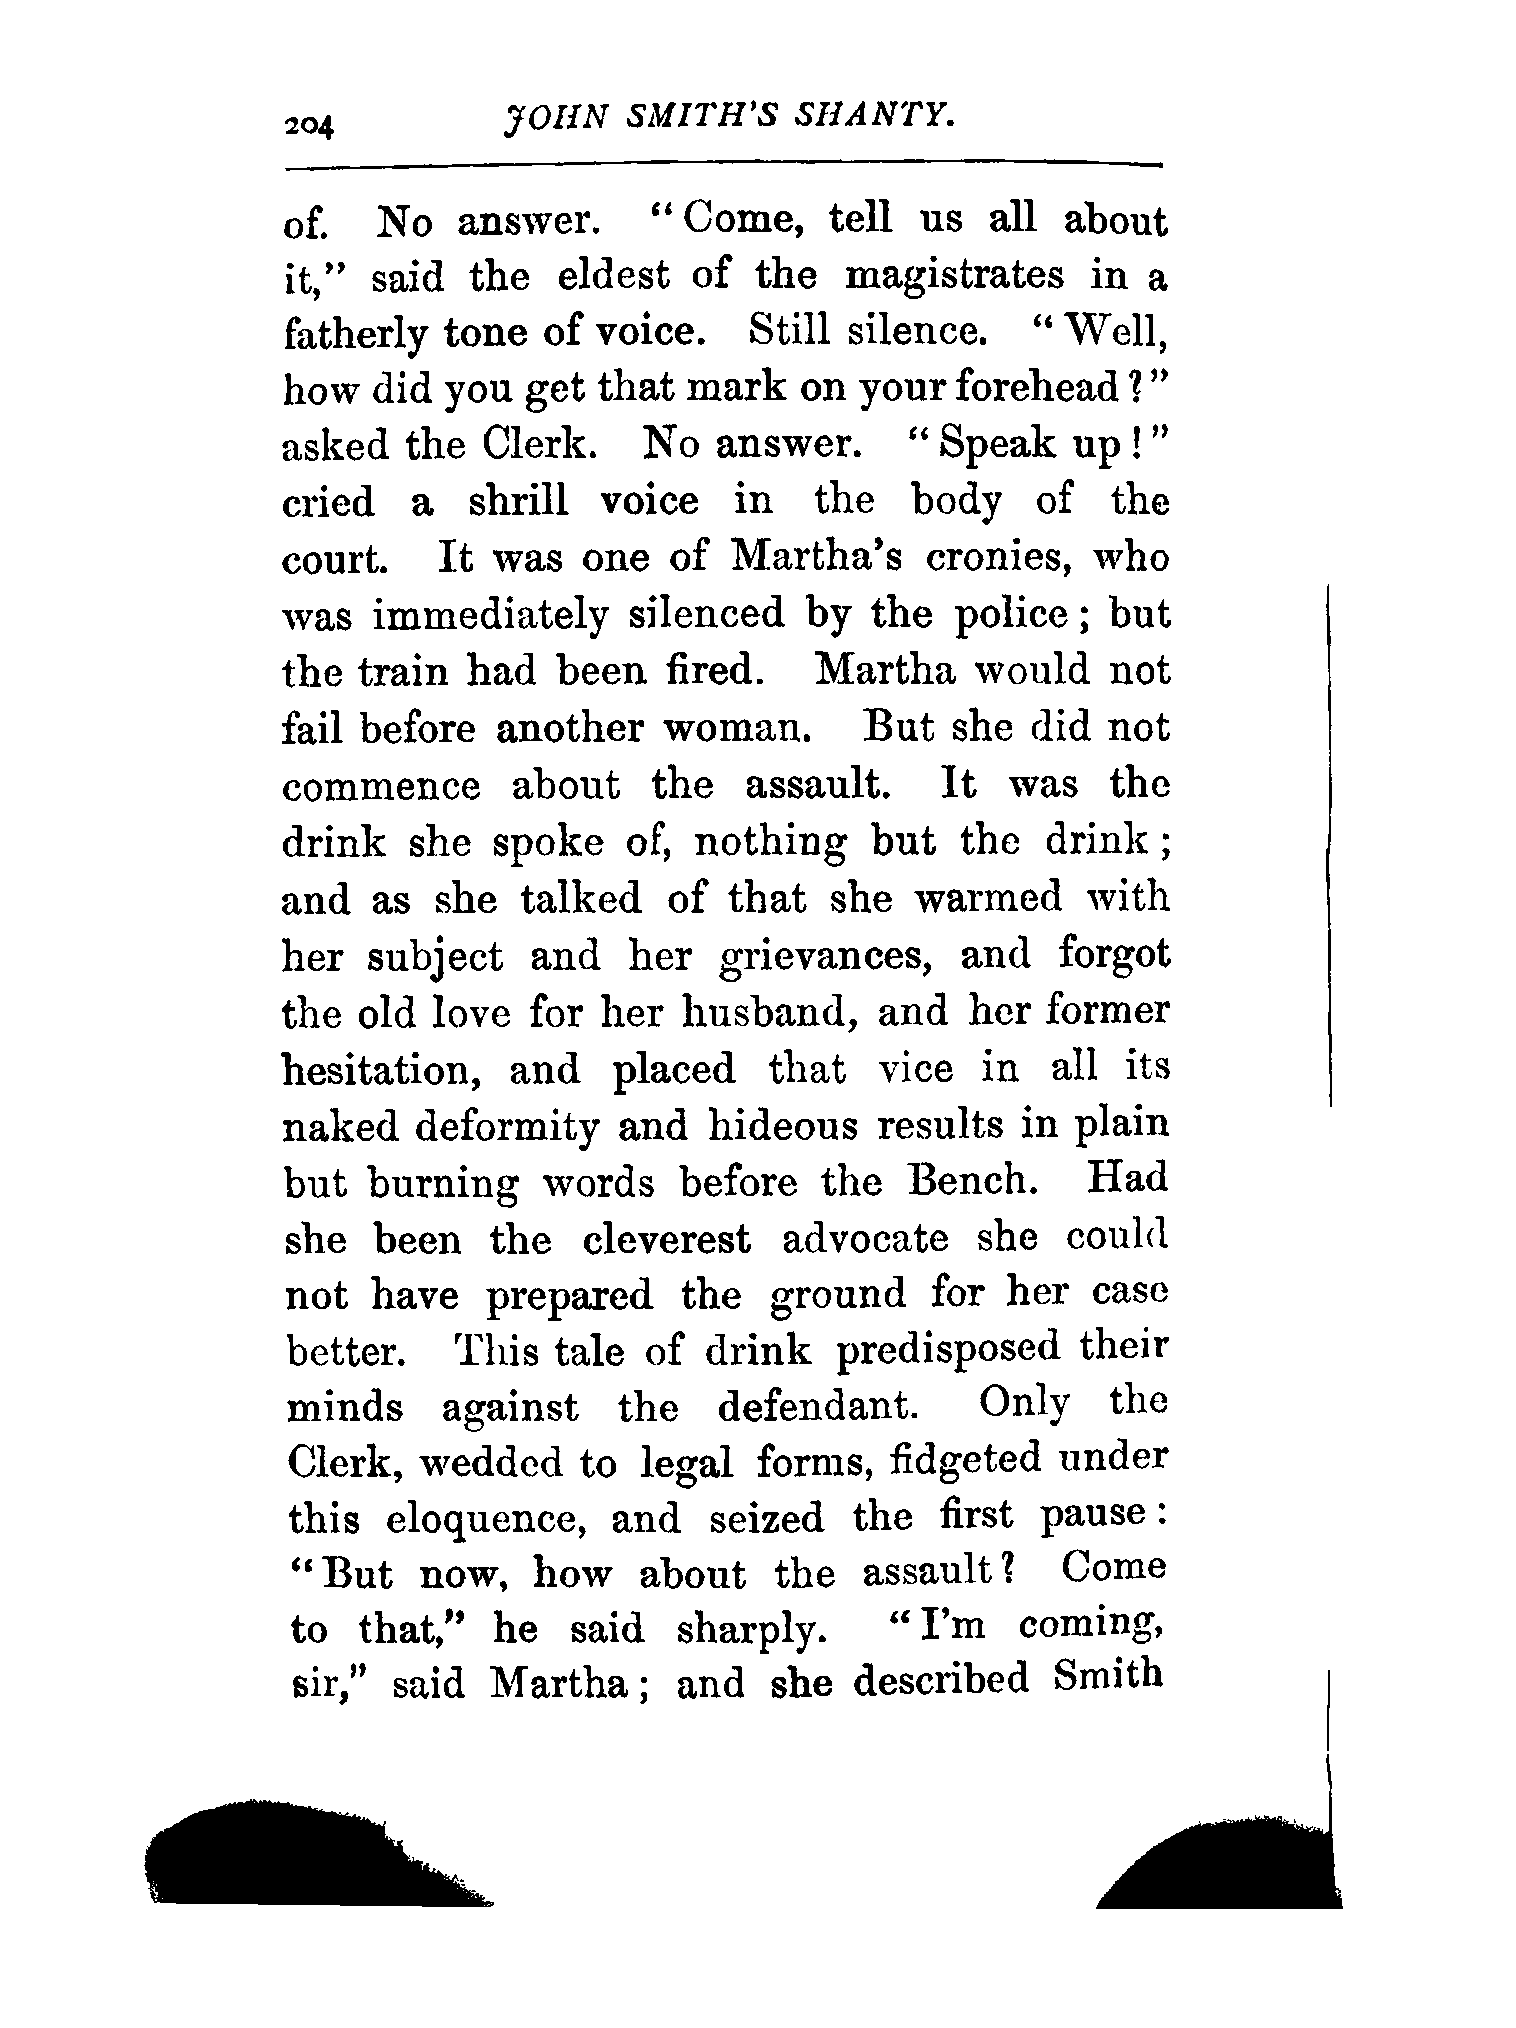 204 JOHN SMITH'S SHANTY.
of. No answer. "Come, tell us all about
it," said the eldest of the magistrates in a
fatherly tone of voice. Still silence. "Well,
how did you get that mark on your forehead?"
asked the Clerk. No answer. "Speak up!"
cried a shrill voice in the body of the
court. It was one of Martha's cronies, who
was immediately silenced by the police; but
the train had been fired. Martha would not
fail before another woman. But she did not
commence about the assault. It was the
drink she spoke of, nothing but the drink;
and as she talked of that she warmed with
her subject and her grievances, and forgot
the old love for her husband, and her former
hesitation, and placed that vice in all its
naked deformity and hideous results in plain
but burning words before the Bench. Had
she been the cleverest advocate she could
not have prepared the ground for her case
better. This tale of drink predisposed their
minds against the defendant. Only the
Clerk, wedded to legal forms, fidgeted under
this eloquence, and seized the first pause:
"But now, how about the assault? Come
to that," he said sharply. "I'm coming,
sir," said Martha; and she described Smith